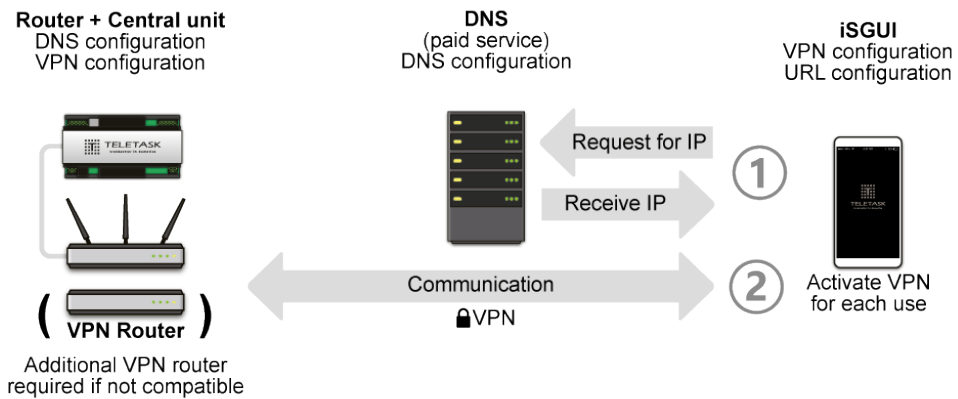 Router + Central unit
DNS configuration
VPN configuration
TELETASK
DNS
(paid service)
DNS configuration
iSGUI
VPN configuration
URL configuration
Request for IP
Receive IP
1
TELETASK
Communication
VPN
2
Activate VPN
for each use
( VPN Router )
Additional VPN router
required if not compatible